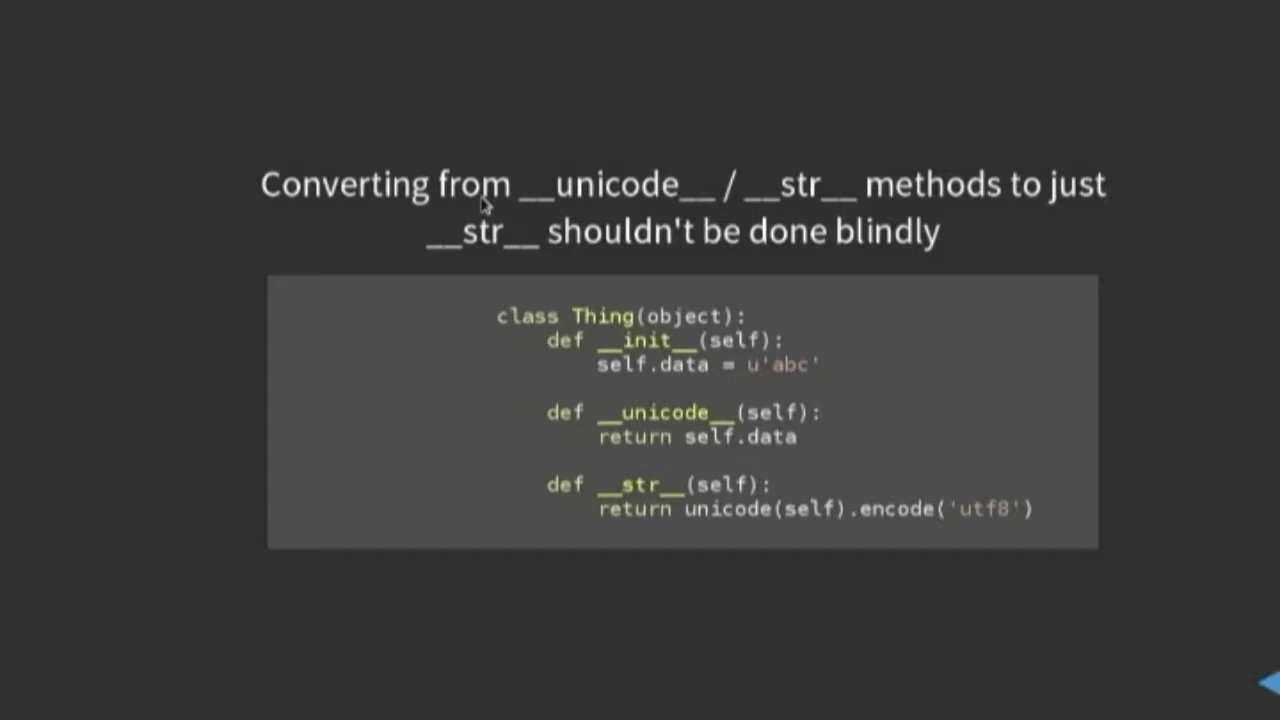 Converting from __unicode__ / __str__ methods to just
__str__ shouldn't be done blindly
class Thing(object):
    def __init__(self):
        self.data = u'abc'
    def __unicode__(self):
        return self.data
    def __str__(self):
        return unicode(self).encode('utf8')